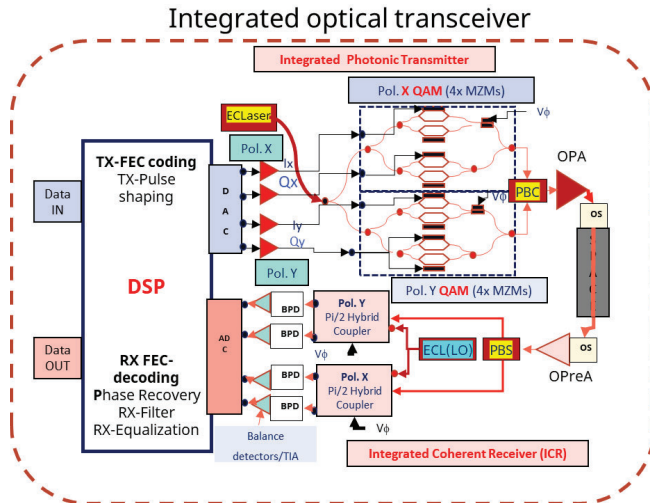 Integrated optical transceiver
Integrated Photonic Transmitter
Pol. X QAM (4x MZMs)
ECLaser
Vϕ
Pol. X
OPA
TX-FEC coding
TX-Pulse
shaping
Ix
Qx
Data
IN
D
A
C
Iy
Qy
Vϕ
PBC
OS
Pol. Y
Pol. Y QAM (4x MZMs)
DSP
BPD
Pol. Y
Pi/2 Hybrid
Coupler
AD
C
BPD
Vϕ
ECL(LO)
PBS
OS
OPreA
Data
OUT
RX FEC-
decoding
Phase Recovery
RX-Filter
RX-Equalization
BPD
Pol. X
Pi/2 Hybrid
Coupler
BPD
Vϕ
Balance
detectors/TIA
Integrated Coherent Receiver (ICR)